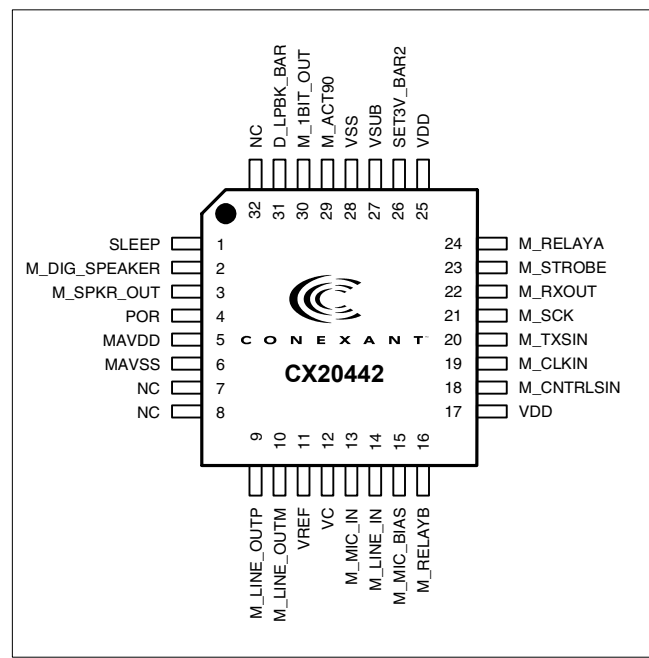 NC
D_LPBK_BAR
M_1BIT_OUT
M_ACT90
VSS
VSUB
SET3V_BAR2
VDD
32
31
30
29
28
27
26
25
SLEEP 1
M_DIG_SPEAKER 2
M_SPKR_OUT 3
POR 4
MAVDD 5
MAVSS 6
NC 7
NC 8
24 M_RELAYA
23 M_STROBE
22 M_RXOUT
21 M_SCK
20 M_TXSIN
19 M_CLKIN
18 M_CNTRLSIN
17 VDD
CONEXANT
CX20442
9
10
11
12
13
14
15
16
M_LINE_OUTP
M_LINE_OUTM
VREF
VC
M_MIC_IN
M_LINE_IN
M_MIC_BIAS
M_RELAYB